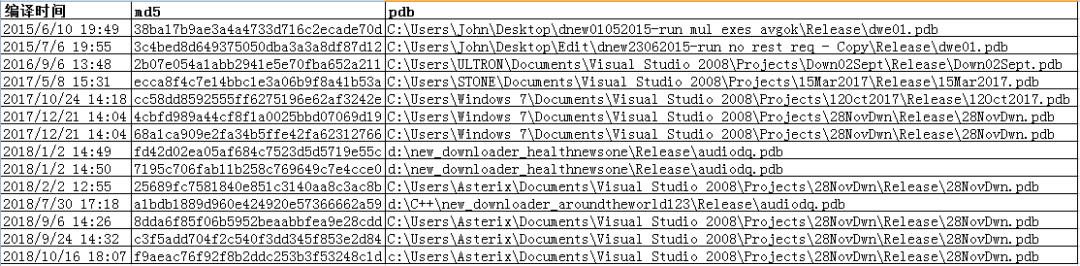 编译时间 md5 pdb
2015/6/10 19:49 38ba17b9ae3a4a4733d716c2ecade70d C:\Users\John\Desktop\dnew01052015-run mul exes avgok\Release\dwe01.pdb
2015/7/6 19:55 3c4bed8d649375050dba3a3a8df87d12 C:\Users\John\Desktop\Edit\dnew23062015-run no rest req - Copy\Release\dwe01.pdb
2016/9/6 13:48 2b07e054a1abb2941e5e70fba652a211 C:\Users\ULTRON\Documents\Visual Studio 2008\Projects\Down02Sept\Release\Down02Sept.pdb
2017/5/8 15:31 ecca8f4c7e14bbc1e3a06b9f8a41b53a C:\Users\STONE\Documents\Visual Studio 2008\Projects\15Mar2017\Release\15Mar2017.pdb
2017/10/24 14:18 cc58dd8592555ff6275196e62af3242e C:\Users\Windows 7\Documents\Visual Studio 2008\Projects\12Oct2017\Release\12Oct2017.pdb
2017/12/21 14:04 4cbfd989a44cf8f1a0025bbd07069d19 C:\Users\Windows 7\Documents\Visual Studio 2008\Projects\28NovDwn\Release\28NovDwn.pdb
2017/12/21 14:04 68a1ca909e2fa34b5ffe42fa62312766 C:\Users\Windows 7\Documents\Visual Studio 2008\Projects\28NovDwn\Release\28NovDwn.pdb
2018/1/2 14:49 fd42d02ea05af684c7523d5d5719e55c d:\new_downloader_healthnewsone\Release\audiodq.pdb
2018/1/2 14:50 7195c706fab11b258c769649c7e4cce0 d:\new_downloader_healthnewsone\Release\audiodq.pdb
2018/2/2 12:55 25689fc7581840e851c3140aa8c3ac8b C:\Users\Asterix\Documents\Visual Studio 2008\Projects\28NovDwn\Release\28NovDwn.pdb
2018/7/30 17:18 a1bdb1889d960e424920e57366662a59 d:\C++\new_downloader_aroundtheworld123\Release\audiodq.pdb
2018/9/6 14:26 8dda6f85f06b5952beaabbfea9e28cdd C:\Users\Asterix\Documents\Visual Studio 2008\Projects\28NovDwn\Release\28NovDwn.pdb
2018/9/24 14:32 c3f5add704f2c540f3dd345f853e2d84 C:\Users\Asterix\Documents\Visual Studio 2008\Projects\28NovDwn\Release\28NovDwn.pdb
2018/10/16 18:07 f9aeac76f92f8b2ddc253b3f53248c1d c:\Users\Asterix\Documents\Visual Studio 2008\Projects\28NovDwn\Release\28NovDwn.pdb